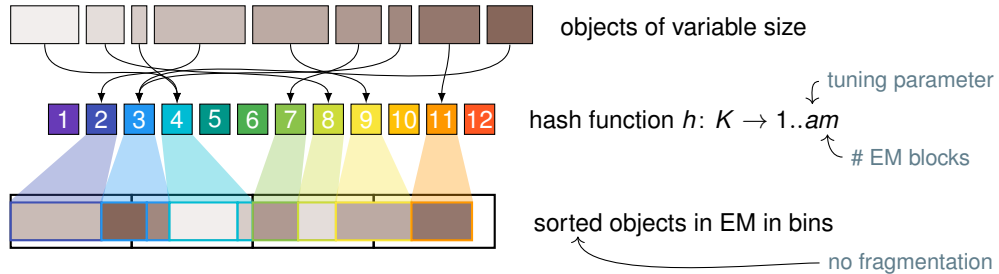 objects of variable size
tuning parameter
1 2 3 4 5 6 7 8 9 10 11 12
hash function h: K → 1..am
# EM blocks
sorted objects in EM in bins
no fragmentation